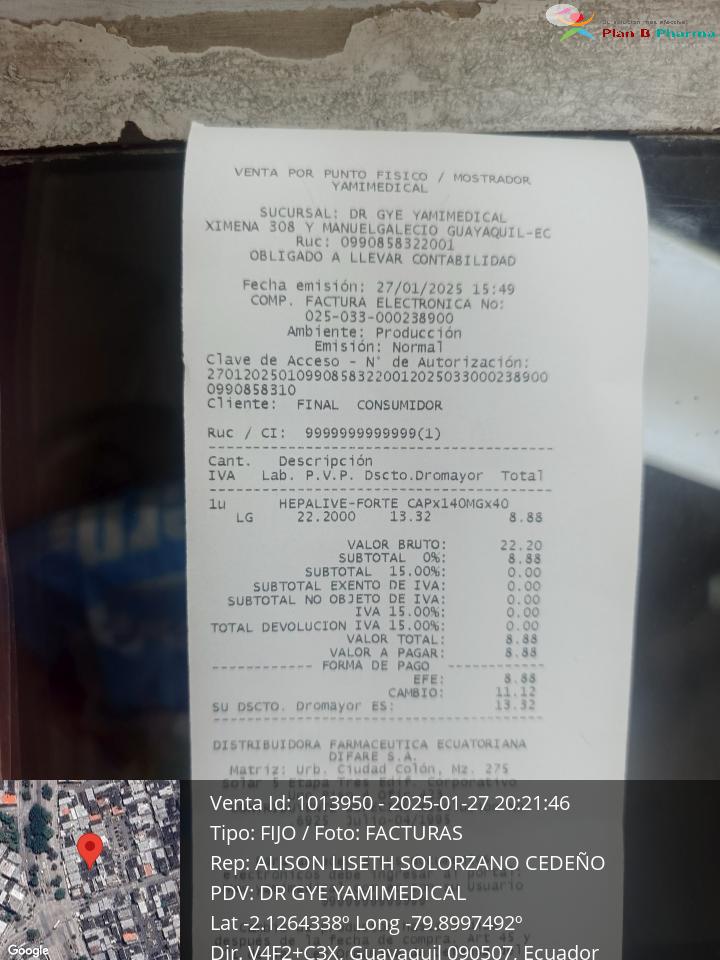 Plan B Pharma
VENTA POR PUNTO FISICO / MOSTRADOR
YAMIMEDICAL
SUCURSAL: DR GYE YAMIMEDICAL
XIMENA 308 Y MANUELGALECIO GUAYAQUIL-EC
Ruc: 0990858322001
OBLIGADO A LLEVAR CONTABILIDAD
Fecha emisión: 27/01/2025 15:49
COMP. FACTURA ELECTRONICA No:
025-033-000238900
Ambiente: Producción
Emisión: Normal
Clave de Acceso - N° de Autorización:
270120250109908583220012025033000238900
0990858310
Cliente: FINAL CONSUMIDOR
Ruc / CI: 9999999999999(1)
Cant. Descripción
IVA Lab. P.V.P. Dscto.Dromayor Total
1u HEPALIVE-FORTE CAPx140MGx40
LG 22.2000 13.32 8.88
VALOR BRUTO: 22.20
SUBTOTAL 0%: 8.88
SUBTOTAL 15.00%: 0.00
SUBTOTAL EXENTO DE IVA: 0.00
SUBTOTAL NO OBJETO DE IVA: 0.00
IVA 15.00%: 0.00
TOTAL DEVOLUCION IVA 15.00%: 0.00
VALOR TOTAL: 8.88
VALOR A PAGAR: 8.88
------------ FORMA DE PAGO ------------
EFE: 8.88
CAMBIO: 11.12
SU DSCTO. Dromayor ES: 13.32
DISTRIBUIDORA FARMACEUTICA ECUATORIANA
DIFARE S.A.
Matriz: Urb. Ciudad Colón, Mz. 275
Solar 5 Etapa Tres Edif. Corporativo
Venta Id: 1013950 - 2025-01-27 20:21:46
Tipo: FIJO / Foto: FACTURAS
Rep: ALISON LISETH SOLORZANO CEDEÑO
PDV: DR GYE YAMIMEDICAL
Lat -2.1264338º Long -79.8997492º
Dir. V4F2+C3X, Guayaquil 090507, Ecuador
Google